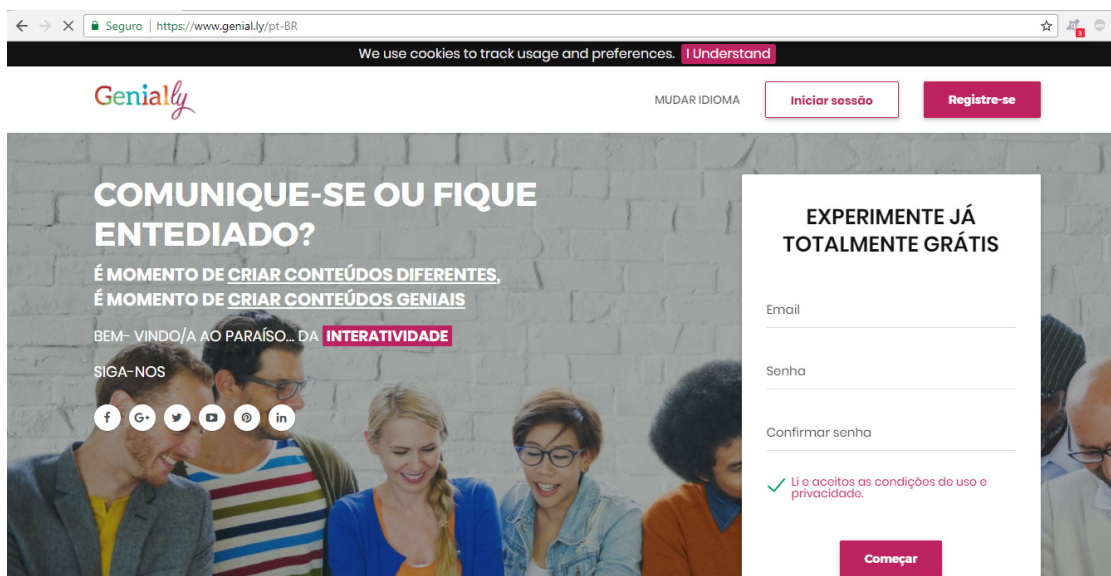 Seguro | https://www.genial.ly/pt-BR
3
We use cookies to track usage and preferences. I Understand
Genially
MUDAR IDIOMA
Iniciar sessão
Registre-se
COMUNIQUE-SE OU FIQUE
ENTEDIADO?
É MOMENTO DE CRIAR CONTEÚDOS DIFERENTES,
É MOMENTO DE CRIAR CONTEÚDOS GENIAIS
BEM- VINDO/A AO PARAÍSO... DA INTERATIVIDADE
SIGA-NOS
f G+ in
EXPERIMENTE JÁ
TOTALMENTE GRÁTIS
Email
Senha
Confirmar senha
Li e aceitos as condições de uso e
privacidade.
Começar